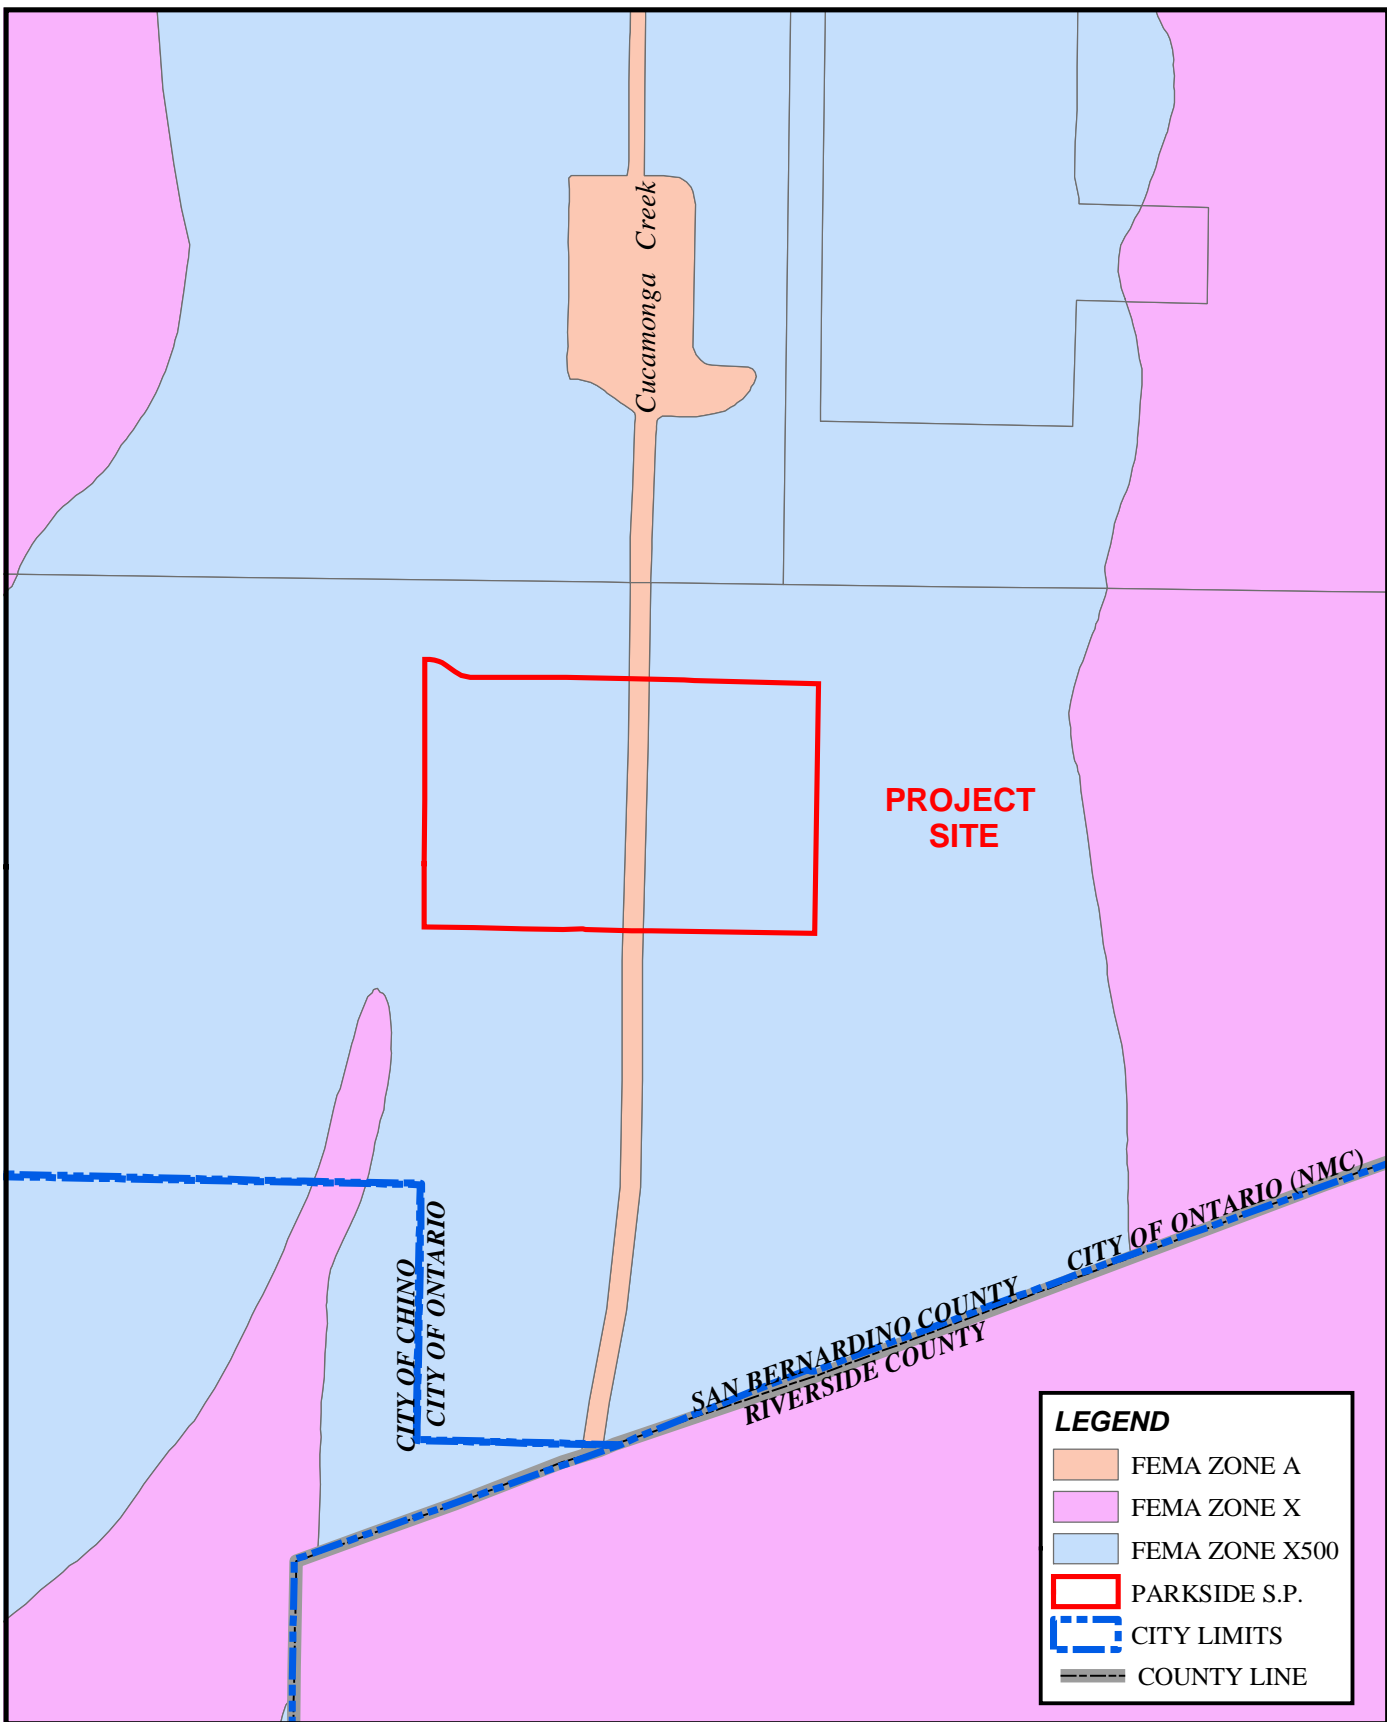 Cucamonga Creek
PROJECT
SITE
CITY OF CHINO
CITY OF ONTARIO
SAN BERNARDINO COUNTY
RIVERSIDE COUNTY
CITY OF ONTARIO (NMC)
LEGEND
FEMA ZONE A
FEMA ZONE X
FEMA ZONE X500
PARKSIDE S.P.
CITY LIMITS
COUNTY LINE